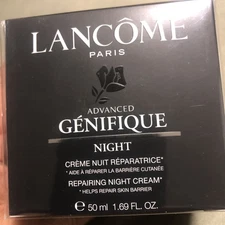 LANCÔME
PARIS
ADVANCED
GÉNIFIQUE
NIGHT
CRÈME NUIT RÉPARATRICE*
* AIDE À RÉPARER LA BARRIÈRE CUTANÉE
REPAIRING NIGHT CREAM*
* HELPS REPAIR SKIN BARRIER
e 50 ml 1.69 FL. OZ.